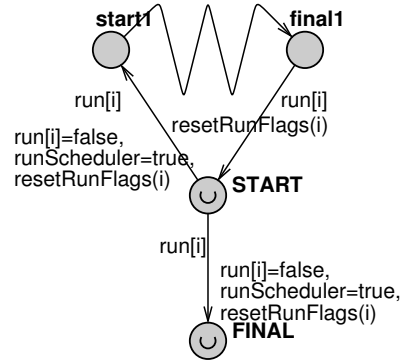 start1
final1
run[i]
run[i]
resetRunFlags(i)
run[i]=false,
runScheduler=true,
resetRunFlags(i)
START
run[i]
run[i]=false,
runScheduler=true,
resetRunFlags(i)
FINAL